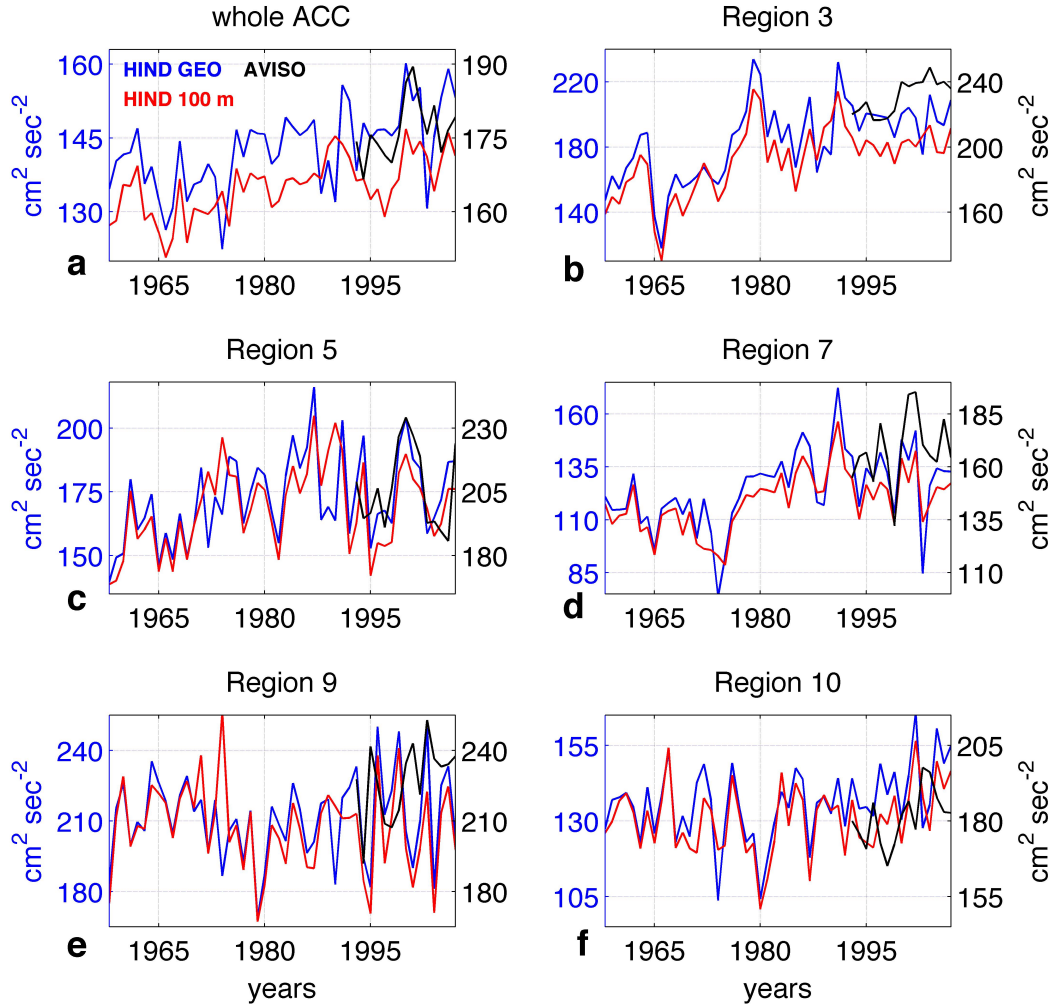 whole ACC
HIND GEO AVISO
HIND 100 m
cm² sec⁻²
160
145
130
190
175
160
1965 1980 1995
a
Region 3
220
180
140
240
200
160
cm² sec⁻²
1965 1980 1995
b
Region 5
cm² sec⁻²
200
175
150
230
205
180
1965 1980 1995
c
Region 7
160
135
110
85
185
160
135
110
cm² sec⁻²
1965 1980 1995
d
Region 9
cm² sec⁻²
240
210
180
240
210
180
1965 1980 1995
e
years
Region 10
155
130
105
205
180
155
cm² sec⁻²
1965 1980 1995
f
years